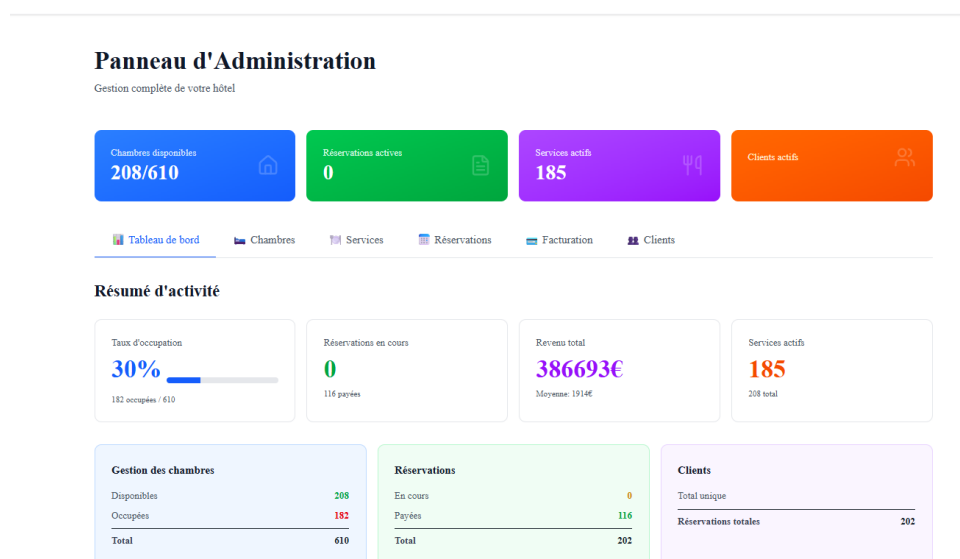 Panneau d'Administration
Gestion complète de votre hôtel
Chambres disponibles
208/610
Réservations actives
0
Services actifs
185
Clients actifs
Tableau de bord
Chambres
Services
Réservations
Facturation
Clients
Résumé d'activité
Taux d'occupation
30%
182 occupées / 610
Réservations en cours
0
116 payées
Revenu total
386693€
Moyenne: 1914€
Services actifs
185
208 total
Gestion des chambres
Disponibles 208
Occupées 182
Total 610
Réservations
En cours 0
Payées 116
Total 202
Clients
Total unique
Réservations totales 202